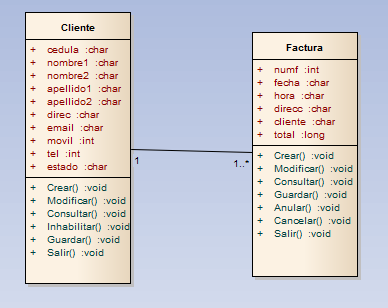 Cliente
+ cedula :char
+ nombre1 :char
+ nombre2 :char
+ apellido1 :char
+ apellido2 :char
+ direc :char
+ email :char
+ movil :int
+ tel :int
+ estado :char
+ Crear() :void
+ Modificar() :void
+ Consultar() :void
+ Inhabilitar() :void
+ Guardar() :void
+ Salir() :void
1
1..*
Factura
+ numf :int
+ fecha :char
+ hora :char
+ direcc :char
+ cliente :char
+ total :long
+ Crear() :void
+ Modificar() :void
+ Consultar() :void
+ Guardar() :void
+ Anular() :void
+ Cancelar() :void
+ Salir() :void